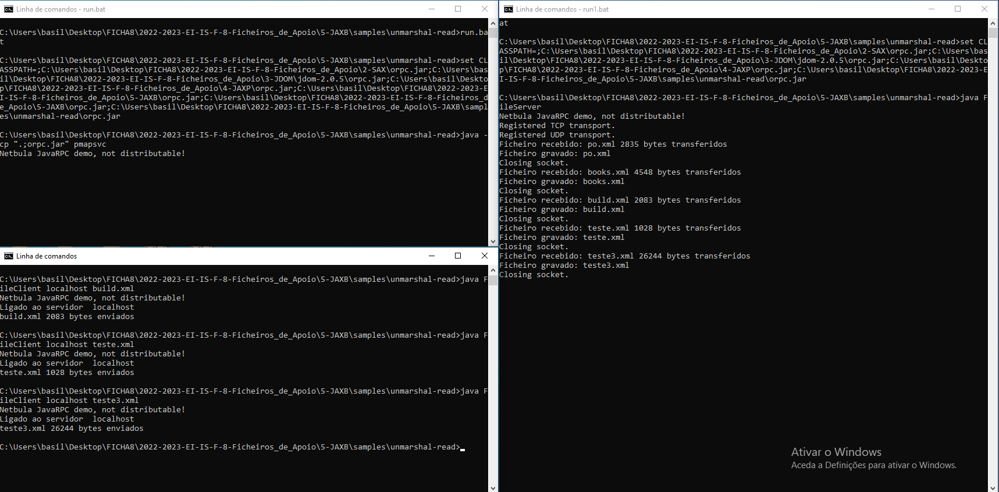 Linha de comandos - run.bat
C:\Users\basil\Desktop\FICHA8\2022-2023-EI-IS-F-8-Ficheiros_de_Apoio\5-JAXB\samples\unmarshal-read>run.ba
t
C:\Users\basil\Desktop\FICHA8\2022-2023-EI-IS-F-8-Ficheiros_de_Apoio\5-JAXB\samples\unmarshal-read>set CL
ASSPATH=;C:\Users\basil\Desktop\FICHA8\2022-2023-EI-IS-F-8-Ficheiros_de_Apoio\2-SAX\orpc.jar;C:\Users\bas
il\Desktop\FICHA8\2022-2023-EI-IS-F-8-Ficheiros_de_Apoio\3-JDOM\jdom-2.0.5\orpc.jar;C:\Users\basil\Deskto
p\FICHA8\2022-2023-EI-IS-F-8-Ficheiros_de_Apoio\4-JAXP\orpc.jar;C:\Users\basil\Desktop\FICHA8\2022-2023-E
I-IS-F-8-Ficheiros_de_Apoio\5-JAXB\orpc.jar;C:\Users\basil\Desktop\FICHA8\2022-2023-EI-IS-F-8-Ficheiros_d
e_Apoio\5-JAXB\orpc.jar;C:\Users\basil\Desktop\FICHA8\2022-2023-EI-IS-F-8-Ficheiros_de_Apoio\5-JAXB\sampl
es\unmarshal-read\orpc.jar
C:\Users\basil\Desktop\FICHA8\2022-2023-EI-IS-F-8-Ficheiros_de_Apoio\5-JAXB\samples\unmarshal-read>java -
cp ".;orpc.jar" pmapsvc
Netbula JavaRPC demo, not distributable!
Linha de comandos
C:\Users\basil\Desktop\FICHA8\2022-2023-EI-IS-F-8-Ficheiros_de_Apoio\5-JAXB\samples\unmarshal-read>java F
ileClient localhost build.xml
Netbula JavaRPC demo, not distributable!
Ligado ao servidor  localhost
build.xml 2083 bytes enviados
C:\Users\basil\Desktop\FICHA8\2022-2023-EI-IS-F-8-Ficheiros_de_Apoio\5-JAXB\samples\unmarshal-read>java F
ileClient localhost teste.xml
Netbula JavaRPC demo, not distributable!
Ligado ao servidor  localhost
teste.xml 1028 bytes enviados
C:\Users\basil\Desktop\FICHA8\2022-2023-EI-IS-F-8-Ficheiros_de_Apoio\5-JAXB\samples\unmarshal-read>java F
ileClient localhost teste3.xml
Netbula JavaRPC demo, not distributable!
Ligado ao servidor  localhost
teste3.xml 26244 bytes enviados
C:\Users\basil\Desktop\FICHA8\2022-2023-EI-IS-F-8-Ficheiros_de_Apoio\5-JAXB\samples\unmarshal-read>
Linha de comandos - run1.bat
at
C:\Users\basil\Desktop\FICHA8\2022-2023-EI-IS-F-8-Ficheiros_de_Apoio\5-JAXB\samples\unmarshal-read>set CL
ASSPATH=;C:\Users\basil\Desktop\FICHA8\2022-2023-EI-IS-F-8-Ficheiros_de_Apoio\2-SAX\orpc.jar;C:\Users\bas
il\Desktop\FICHA8\2022-2023-EI-IS-F-8-Ficheiros_de_Apoio\3-JDOM\jdom-2.0.5\orpc.jar;C:\Users\basil\Deskto
p\FICHA8\2022-2023-EI-IS-F-8-Ficheiros_de_Apoio\4-JAXP\orpc.jar;C:\Users\basil\Desktop\FICHA8\2022-2023-E
I-IS-F-8-Ficheiros_de_Apoio\5-JAXB\samples\unmarshal-read\orpc.jar
C:\Users\basil\Desktop\FICHA8\2022-2023-EI-IS-F-8-Ficheiros_de_Apoio\5-JAXB\samples\unmarshal-read>java F
ileServer
Netbula JavaRPC demo, not distributable!
Registered TCP transport.
Registered UDP transport.
Ficheiro recebido: po.xml 2835 bytes transferidos
Ficheiro gravado: po.xml
Closing socket.
Ficheiro recebido: books.xml 4548 bytes transferidos
Ficheiro gravado: books.xml
Closing socket.
Ficheiro recebido: build.xml 2083 bytes transferidos
Ficheiro gravado: build.xml
Closing socket.
Ficheiro recebido: teste.xml 1028 bytes transferidos
Ficheiro gravado: teste.xml
Closing socket.
Ficheiro recebido: teste3.xml 26244 bytes transferidos
Ficheiro gravado: teste3.xml
Closing socket.
Ativar o Windows
Aceda a Definições para ativar o Windows.